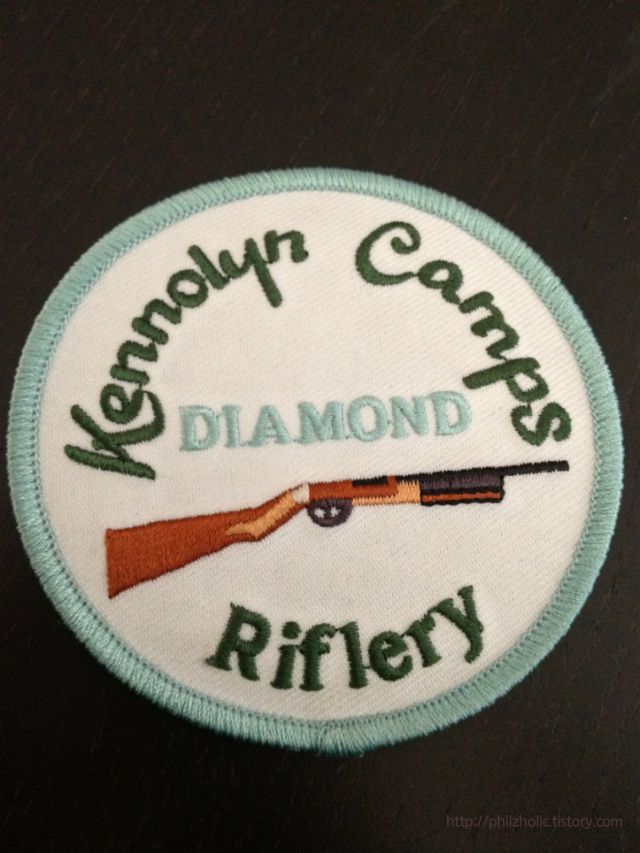 Kennolyn Camps
DIAMOND
Riflery
http://philzholic.tistory.com